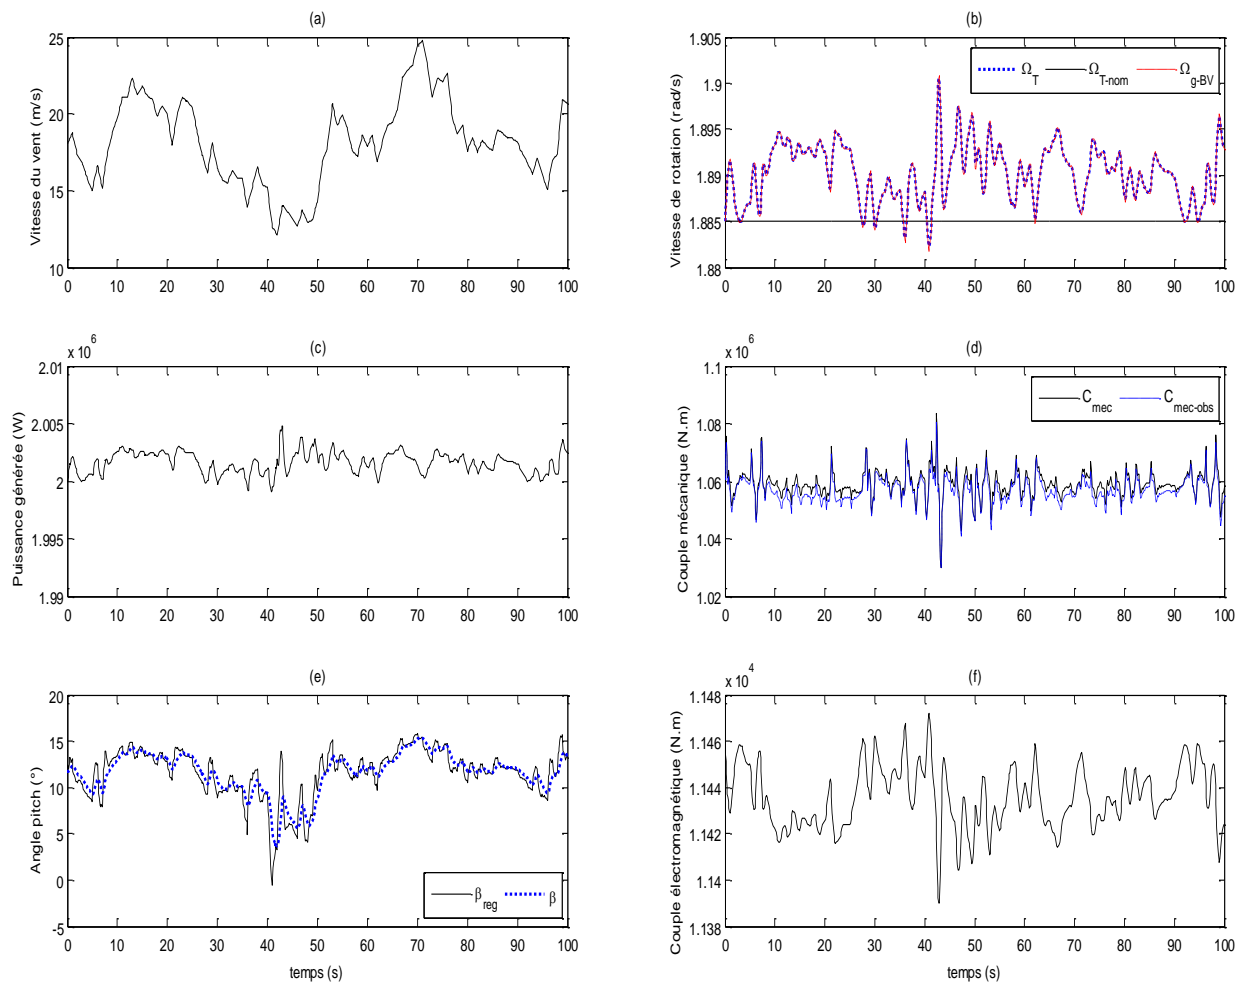 (a)
Vitesse du vent (m/s)
25
20
15
10
0 10 20 30 40 50 60 70 80 90 100
(b)
Vitesse de rotation (rad/s)
1.905
1.9
1.895
1.89
1.885
1.88
Ω_T Ω_T-nom Ω_g-BV
0 10 20 30 40 50 60 70 80 90 100
(c)
x 10^6
Puissance générée (W)
2.01
2.005
2
1.995
1.99
0 10 20 30 40 50 60 70 80 90 100
(d)
x 10^6
Couple mécanique (N.m)
1.1
1.08
1.06
1.04
1.02
C_mec C_mec-obs
0 10 20 30 40 50 60 70 80 90 100
(e)
Angle pitch (°)
20
15
10
5
0
-5
β_reg β
0 10 20 30 40 50 60 70 80 90 100
temps (s)
(f)
x 10^4
Couple électromagnétique (N.m)
1.148
1.146
1.144
1.142
1.14
1.138
0 10 20 30 40 50 60 70 80 90 100
temps (s)